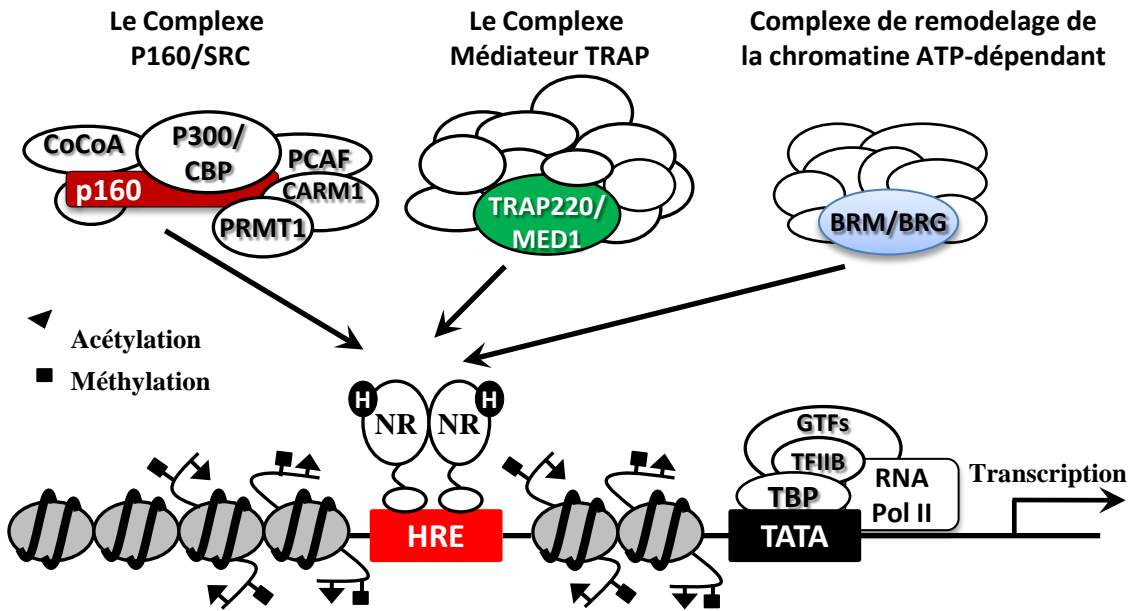 Le Complexe
P160/SRC
Le Complexe
Médiateur TRAP
Complexe de remodelage de
la chromatine ATP-dépendant
CoCoA
P300/
CBP
PCAF
p160
CARM1
PRMT1
TRAP220/
MED1
BRM/BRG
Acétylation
Méthylation
H
NR
NR
H
GTFs
TFIIB
TBP
RNA
Pol II
Transcription
HRE
TATA